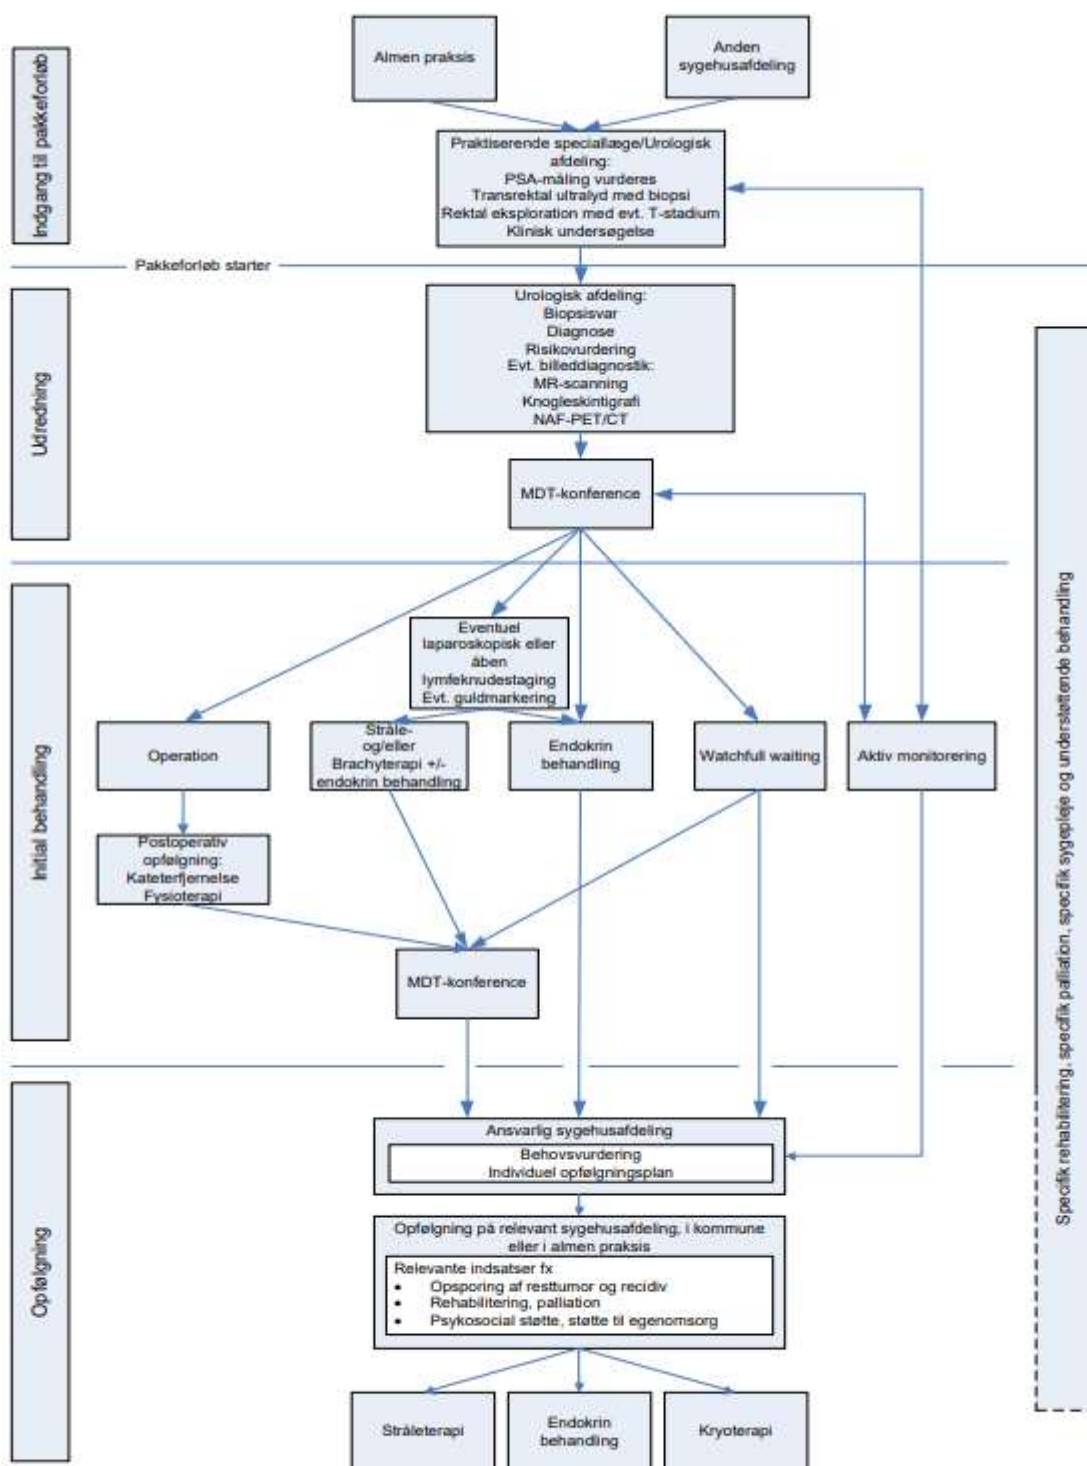 Indgang til pakkeforløb
Almen praksis
Anden
sygehusafdeling
Praktiserende speciallæge/Urologisk
afdeling:
PSA-måling vurderes
Transrektal ultralyd med biopsi
Rektal eksploration med evt. T-stadium
Klinisk undersøgelse
Pakkeforløb starter
Udredning
Urologisk afdeling:
Biopsisvar
Diagnose
Risikovurdering
Evt. billeddiagnostik:
MR-scanning
Knogleskintigrafi
NAF-PET/CT
MDT-konference
Initial behandling
Eventuel
laparoskopisk eller
åben
lymfeknudestaging
Evt. guldmarkering
Operation
Stråle-
og/eller
Brachyterapi +/-
endokrin behandling
Endokrin
behandling
Watchfull waiting
Aktiv monitorering
Postoperativ
opfølgning:
Kateterfjernelse
Fysioterapi
MDT-konference
Opfølgning
Ansvarlig sygehusafdeling
Behovsvurdering
Individuel opfølgningsplan
Opfølgning på relevant sygehusafdeling, i kommune
eller i almen praksis
Relevante indsatser fx
• Opsporing af resttumor og recidiv
• Rehabilitering, palliation
• Psykosocial støtte, støtte til egenomsorg
Stråleterapi
Endokrin
behandling
Kryoterapi
Specifik rehabilitering, specifik palliation, specifik sygepleje og understøttende behandling